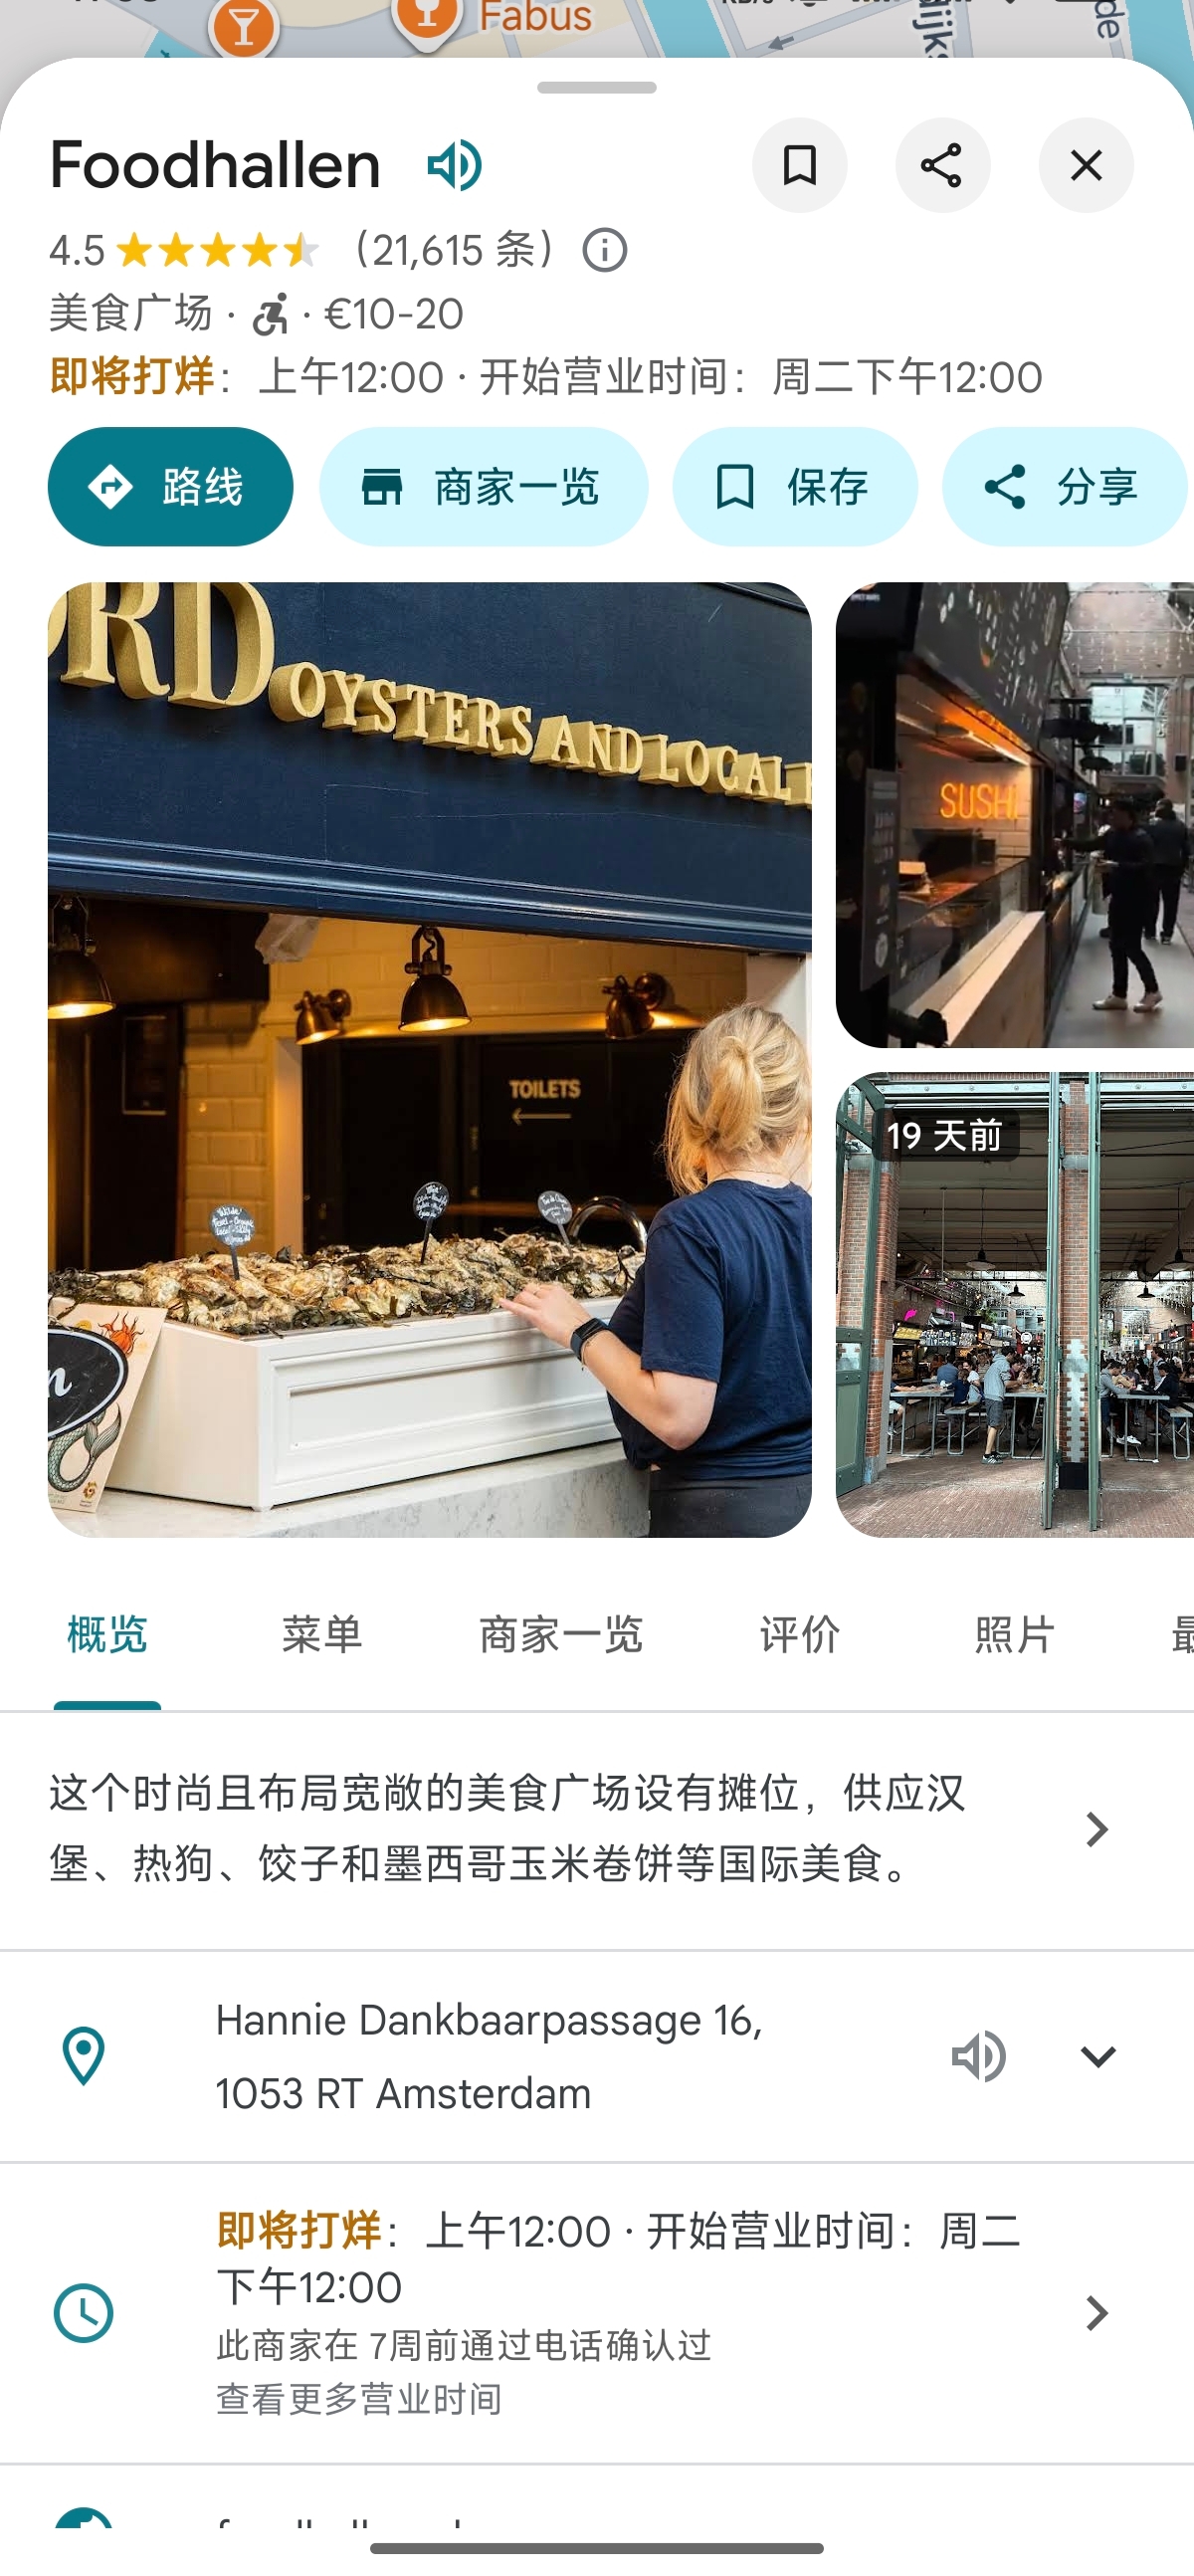 Fabus
Foodhallen
4.5 (21,615 条)
美食广场 · · €10-20
即将打烊： 上午12:00 · 开始营业时间： 周二下午12:00
路线
商家一览
保存
分享
RD OYSTERS AND LOCAL
TOILETS
SUSHI
19 天前
概览
菜单
商家一览
评价
照片
这个时尚且布局宽敞的美食广场设有摊位，供应汉
堡、热狗、饺子和墨西哥玉米卷饼等国际美食。
Hannie Dankbaarpassage 16,
1053 RT Amsterdam
即将打烊： 上午12:00 · 开始营业时间： 周二
下午12:00
此商家在 7周前通过电话确认过
查看更多营业时间